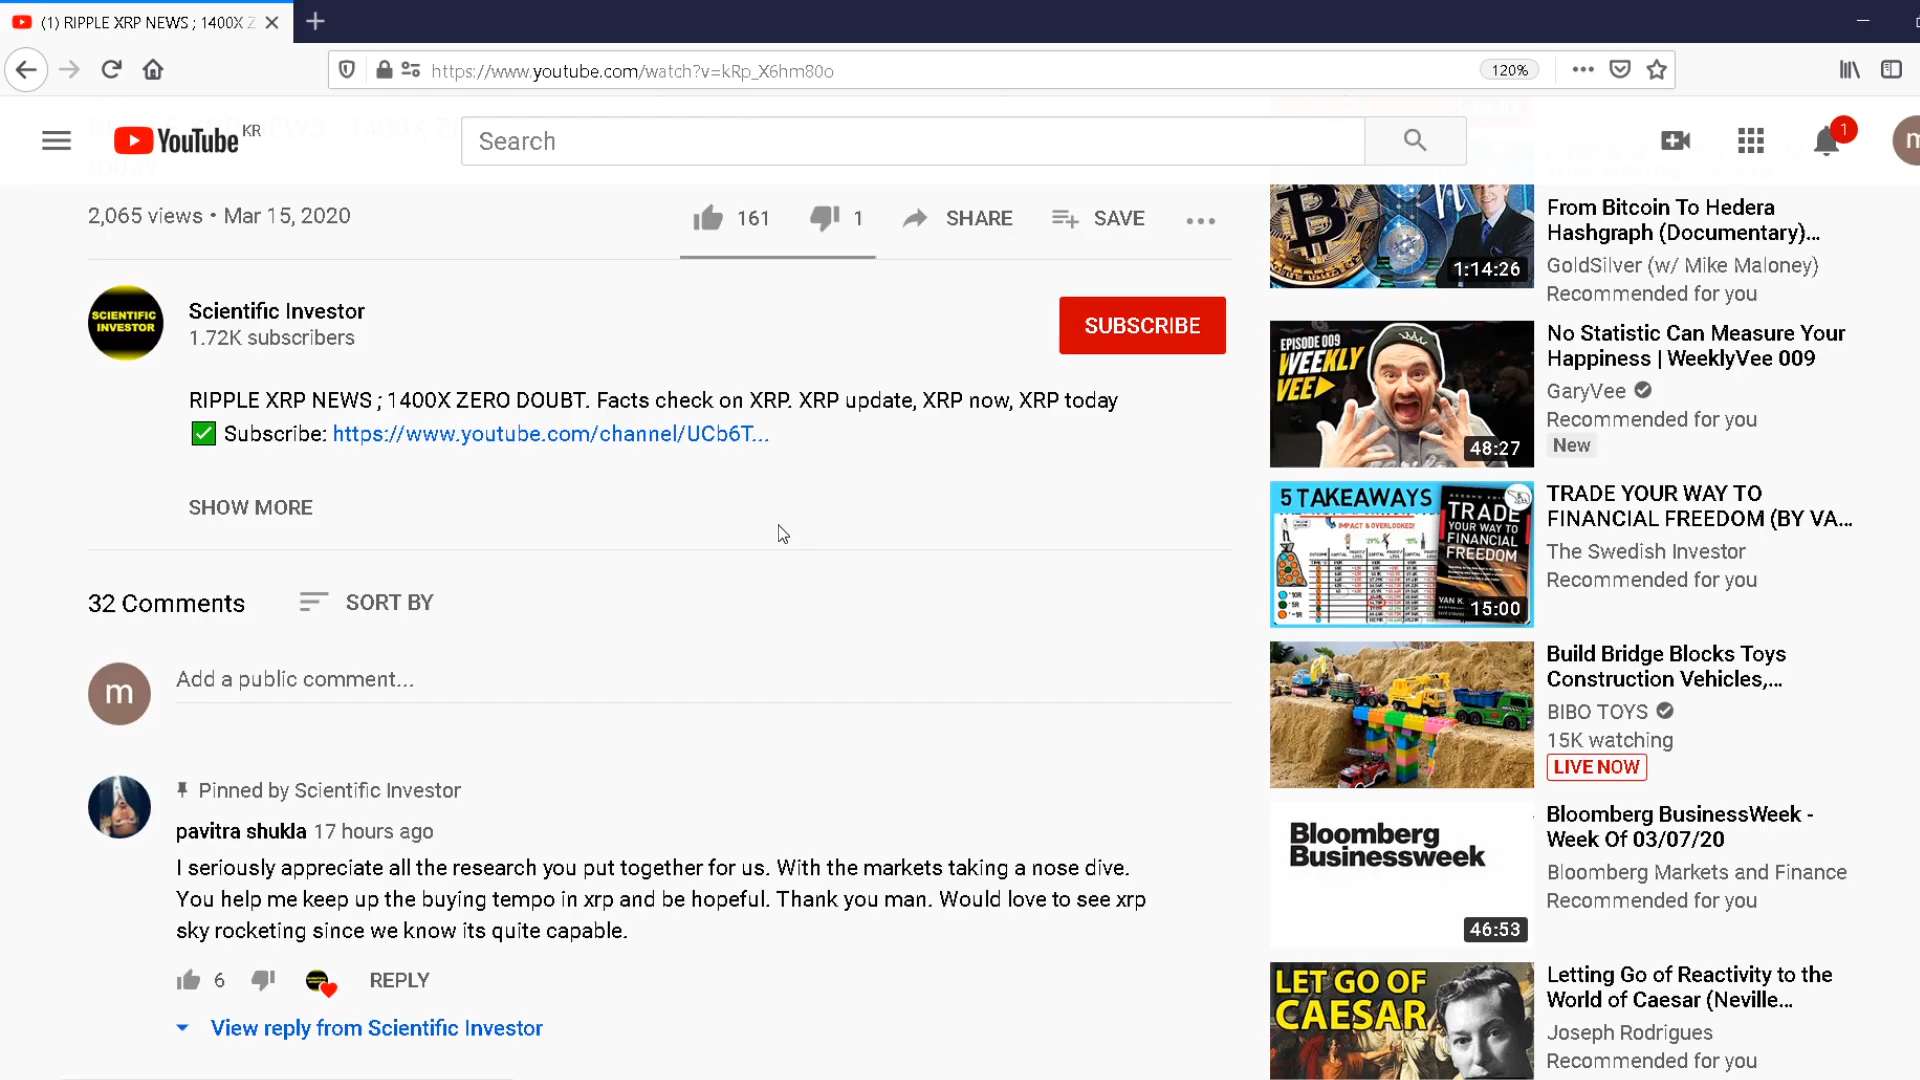 (1) RIPPLE XRP NEWS ; 1400X Z
https://www.youtube.com/watch?v=kRp_X6hm80o
120%
YouTube KR
Search
1
m
2,065 views • Mar 15, 2020
161
1
SHARE
SAVE
SCIENTIFIC
INVESTOR
Scientific Investor
1.72K subscribers
SUBSCRIBE
RIPPLE XRP NEWS ; 1400X ZERO DOUBT. Facts check on XRP. XRP update, XRP now, XRP today
Subscribe: https://www.youtube.com/channel/UCb6T...
SHOW MORE
32 Comments
SORT BY
m
Add a public comment...
Pinned by Scientific Investor
pavitra shukla 17 hours ago
I seriously appreciate all the research you put together for us. With the markets taking a nose dive.
You help me keep up the buying tempo in xrp and be hopeful. Thank you man. Would love to see xrp
sky rocketing since we know its quite capable.
6
REPLY
View reply from Scientific Investor
1:14:26
From Bitcoin To Hedera
Hashgraph (Documentary)...
GoldSilver (w/ Mike Maloney)
Recommended for you
EPISODE 009
WEEKLY
VEE
48:27
No Statistic Can Measure Your
Happiness | WeeklyVee 009
GaryVee
Recommended for you
New
5 TAKEAWAYS
IMPACT & OVERLOOKED!
TRADE
YOUR WAY TO
FINANCIAL
FREEDOM
VAN K.
15:00
TRADE YOUR WAY TO
FINANCIAL FREEDOM (BY VA...
The Swedish Investor
Recommended for you
Build Bridge Blocks Toys
Construction Vehicles,...
BIBO TOYS
15K watching
LIVE NOW
Bloomberg
Businessweek
46:53
Bloomberg BusinessWeek -
Week Of 03/07/20
Bloomberg Markets and Finance
Recommended for you
LET GO OF
CAESAR
Letting Go of Reactivity to the
World of Caesar (Neville...
Joseph Rodrigues
Recommended for you